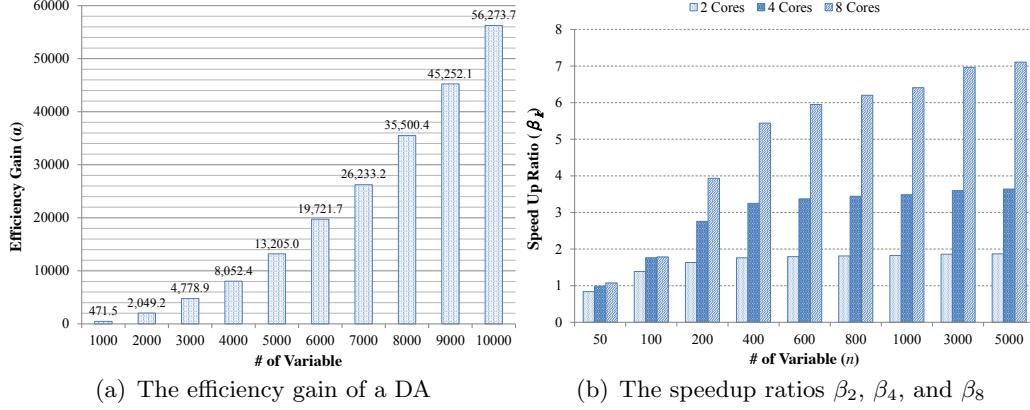 60000
50000
40000
30000
20000
10000
0
Efficiency Gain (α)
471.5
2,049.2
4,778.9
8,052.4
13,205.0
19,721.7
26,233.2
35,500.4
45,252.1
56,273.7
1000 2000 3000 4000 5000 6000 7000 8000 9000 10000
# of Variable
(a) The efficiency gain of a DA
2 Cores 4 Cores 8 Cores
8
7
6
5
4
3
2
1
0
Speed Up Ratio (βk)
50 100 200 400 600 800 1000 3000 5000
# of Variable (n)
(b) The speedup ratios β2, β4, and β8